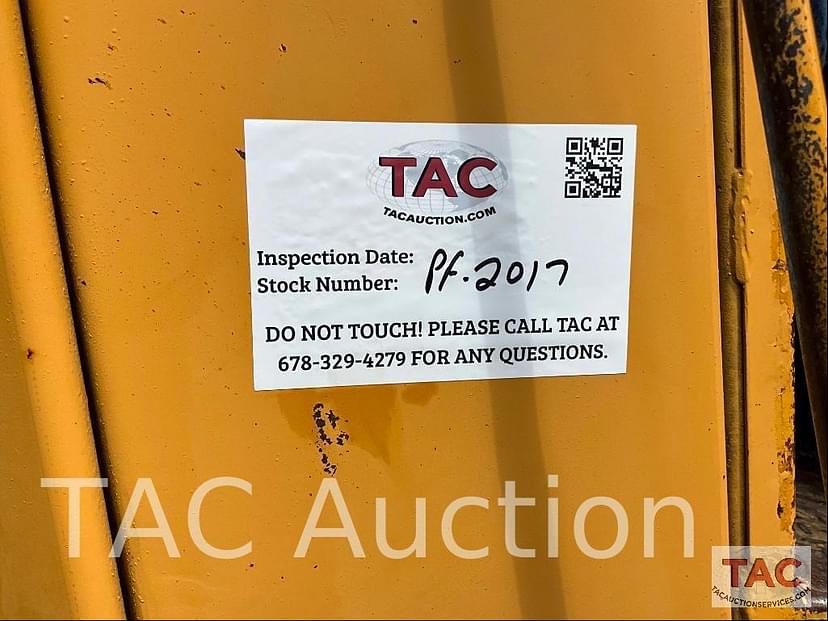 TAC
TACAUCTION.COM
Inspection Date:
Stock Number: Pf-2017
DO NOT TOUCH! PLEASE CALL TAC AT
678-329-4279 FOR ANY QUESTIONS.
TAC Auction
TAC
TACAUCTIONSERVICES.COM